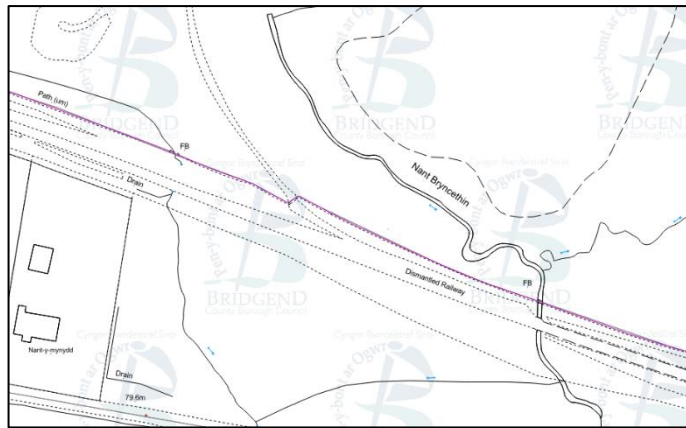 Path (um)
FB
Drain
Nant Bryncethin
Dismantled Railway
FB
Nant-y-mynydd
Drain
79.6m
Cyngor Bwrdeistref Sirol
Pen-y-bont ar Ogwr
BRIDGEND
County Borough Council